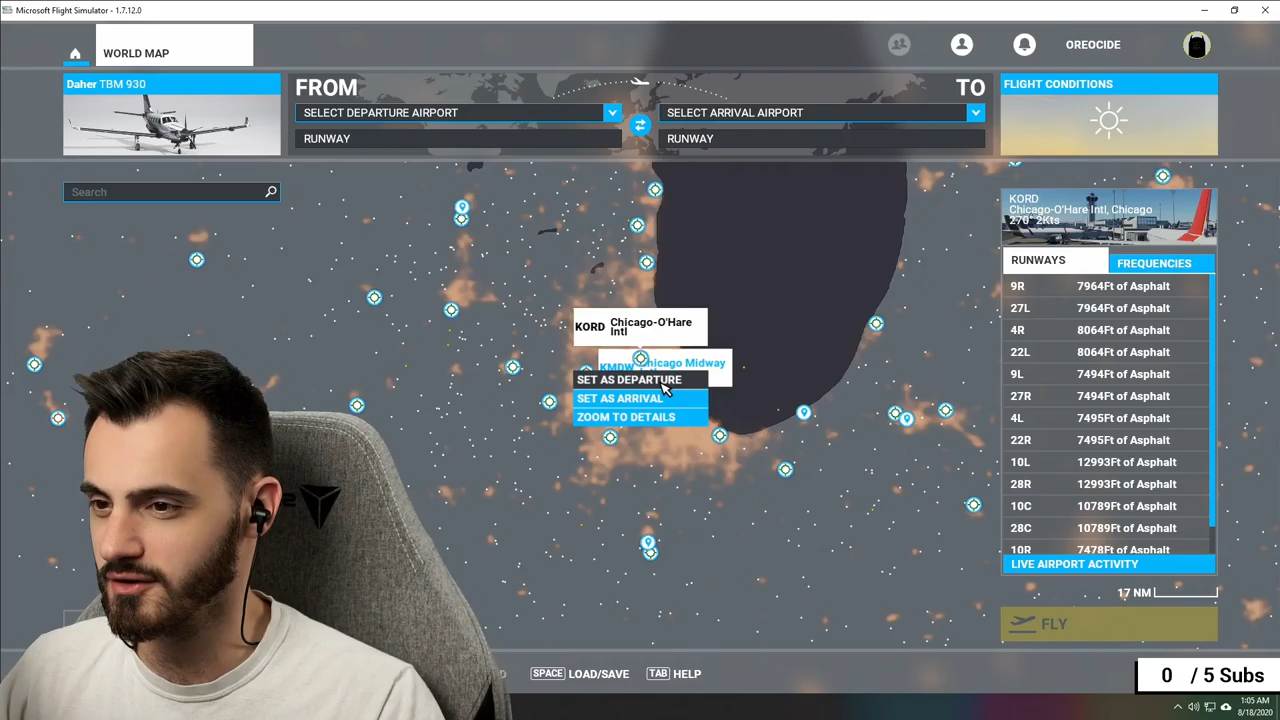 Microsoft Flight Simulator - 1.7.12.0
WORLD MAP
OREOCIDE
Daher TBM 930
FROM
TO
SELECT DEPARTURE AIRPORT
SELECT ARRIVAL AIRPORT
RUNWAY
RUNWAY
FLIGHT CONDITIONS
Search
KORD
Chicago-O'Hare Intl, Chicago
270° 2Kts
RUNWAYS
FREQUENCIES
9R 7964Ft of Asphalt
27L 7964Ft of Asphalt
4R 8064Ft of Asphalt
22L 8064Ft of Asphalt
9L 7494Ft of Asphalt
27R 7494Ft of Asphalt
4L 7495Ft of Asphalt
22R 7495Ft of Asphalt
10L 12993Ft of Asphalt
28R 12993Ft of Asphalt
10C 10789Ft of Asphalt
28C 10789Ft of Asphalt
10R 7478Ft of Asphalt
LIVE AIRPORT ACTIVITY
KORD Chicago-O'Hare
Intl
KMDW Chicago Midway
SET AS DEPARTURE
SET AS ARRIVAL
ZOOM TO DETAILS
17 NM
FLY
SPACE LOAD/SAVE TAB HELP
0 / 5 Subs
1:05 AM
8/18/2020